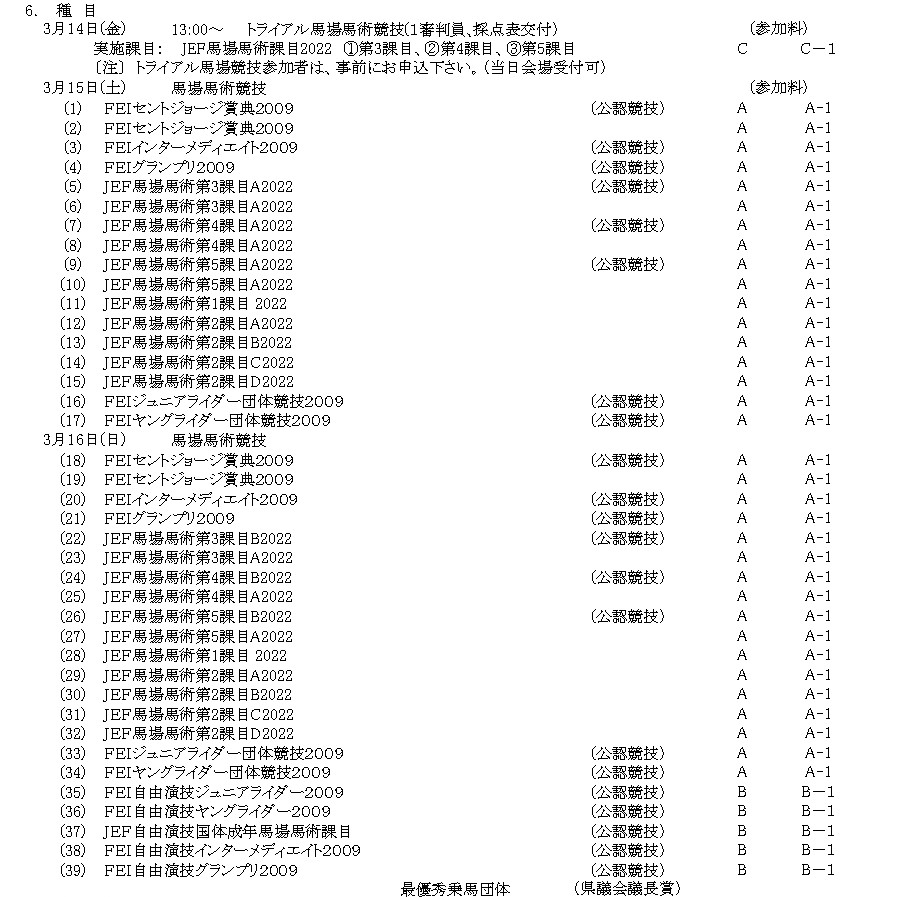 6. 種 目
3月14日(金) 13:00～ トライアル馬場馬術競技(1審判員、採点表交付) (参加料)
実施課目: JEF馬場馬術課目2022 ①第3課目、②第4課目、③第5課目 C C－1
〔注〕 トライアル馬場競技参加者は、事前にお申込下さい。(当日会場受付可)
3月15日(土) 馬場馬術競技 (参加料)
(1) FEIセントジョージ賞典2009 (公認競技) A A-1
(2) FEIセントジョージ賞典2009 A A-1
(3) FEIインターメディエイト2009 (公認競技) A A-1
(4) FEIグランプリ2009 (公認競技) A A-1
(5) JEF馬場馬術第3課目A2022 (公認競技) A A-1
(6) JEF馬場馬術第3課目A2022 A A-1
(7) JEF馬場馬術第4課目A2022 (公認競技) A A-1
(8) JEF馬場馬術第4課目A2022 A A-1
(9) JEF馬場馬術第5課目A2022 (公認競技) A A-1
(10) JEF馬場馬術第5課目A2022 A A-1
(11) JEF馬場馬術第1課目 2022 A A-1
(12) JEF馬場馬術第2課目A2022 A A-1
(13) JEF馬場馬術第2課目B2022 A A-1
(14) JEF馬場馬術第2課目C2022 A A-1
(15) JEF馬場馬術第2課目D2022 A A-1
(16) FEIジュニアライダー団体競技2009 (公認競技) A A-1
(17) FEIヤングライダー団体競技2009 (公認競技) A A-1
3月16日(日) 馬場馬術競技
(18) FEIセントジョージ賞典2009 (公認競技) A A-1
(19) FEIセントジョージ賞典2009 A A-1
(20) FEIインターメディエイト2009 (公認競技) A A-1
(21) FEIグランプリ2009 (公認競技) A A-1
(22) JEF馬場馬術第3課目B2022 (公認競技) A A-1
(23) JEF馬場馬術第3課目A2022 A A-1
(24) JEF馬場馬術第4課目B2022 (公認競技) A A-1
(25) JEF馬場馬術第4課目A2022 A A-1
(26) JEF馬場馬術第5課目B2022 (公認競技) A A-1
(27) JEF馬場馬術第5課目A2022 A A-1
(28) JEF馬場馬術第1課目 2022 A A-1
(29) JEF馬場馬術第2課目A2022 A A-1
(30) JEF馬場馬術第2課目B2022 A A-1
(31) JEF馬場馬術第2課目C2022 A A-1
(32) JEF馬場馬術第2課目D2022 A A-1
(33) FEIジュニアライダー団体競技2009 (公認競技) A A-1
(34) FEIヤングライダー団体競技2009 (公認競技) A A-1
(35) FEI自由演技ジュニアライダー2009 (公認競技) B B－1
(36) FEI自由演技ヤングライダー2009 (公認競技) B B－1
(37) JEF自由演技国体成年馬場馬術課目 (公認競技) B B－1
(38) FEI自由演技インターメディエイト2009 (公認競技) B B－1
(39) FEI自由演技グランプリ2009 (公認競技) B B－1
最優秀乗馬団体 (県議会議長賞)